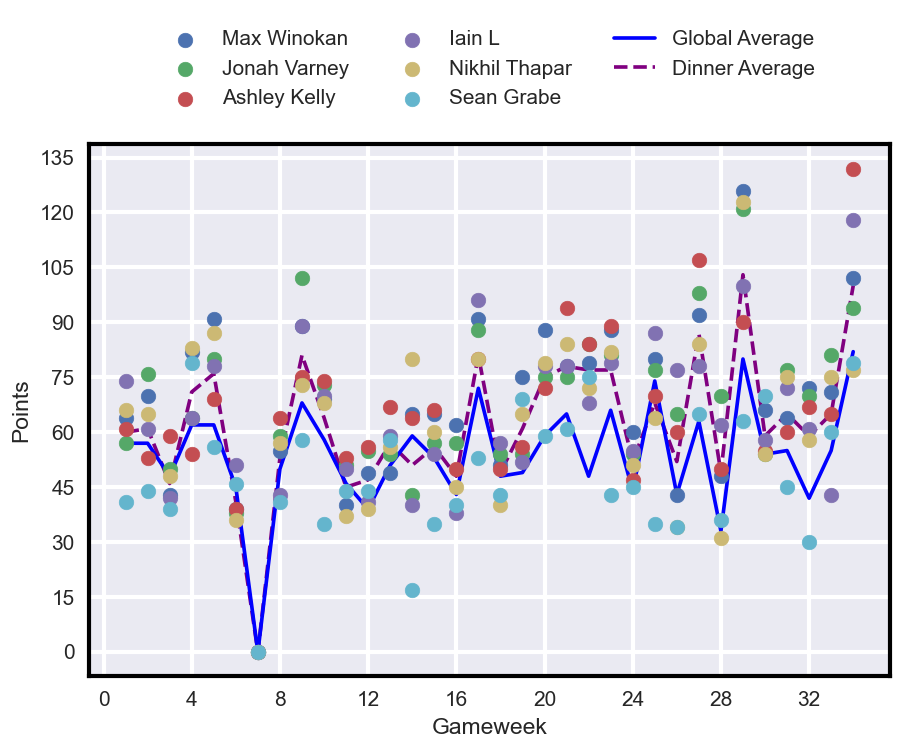 Max Winokan
Jonah Varney
Ashley Kelly
Iain L
Nikhil Thapar
Sean Grabe
Global Average
Dinner Average
135
120
105
90
75
60
45
30
15
0
Points
0 4 8 12 16 20 24 28 32
Gameweek